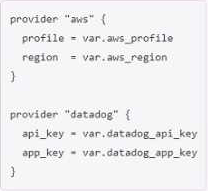 provider "aws" {
  profile = var.aws_profile
  region  = var.aws_region
}

provider "datadog" {
  api_key = var.datadog_api_key
  app_key = var.datadog_app_key
}